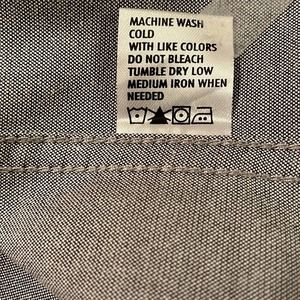 MACHINE WASH
COLD
WITH LIKE COLORS
DO NOT BLEACH
TUMBLE DRY LOW
MEDIUM IRON WHEN
NEEDED